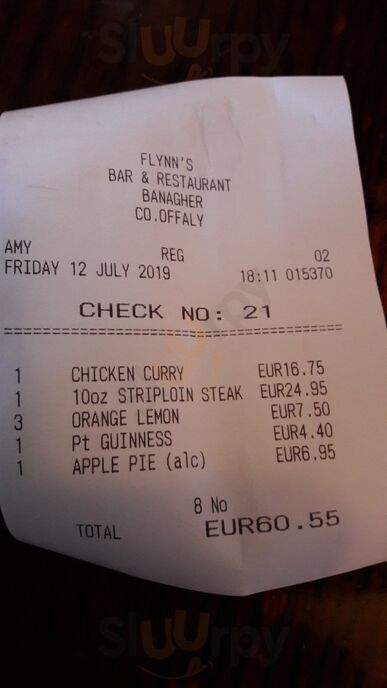 Sluurpy
FLYNN'S
BAR & RESTAURANT
BANAGHER
CO.OFFALY
AMY REG 02
FRIDAY 12 JULY 2019 18:11 015370
CHECK NO: 21
1 CHICKEN CURRY EUR16.75
1 10oz STRIPLOIN STEAK EUR24.95
3 ORANGE LEMON EUR7.50
1 Pt GUINNESS EUR4.40
1 APPLE PIE (alc) EUR6.95
8 No
TOTAL EUR60.55
Sluurpy